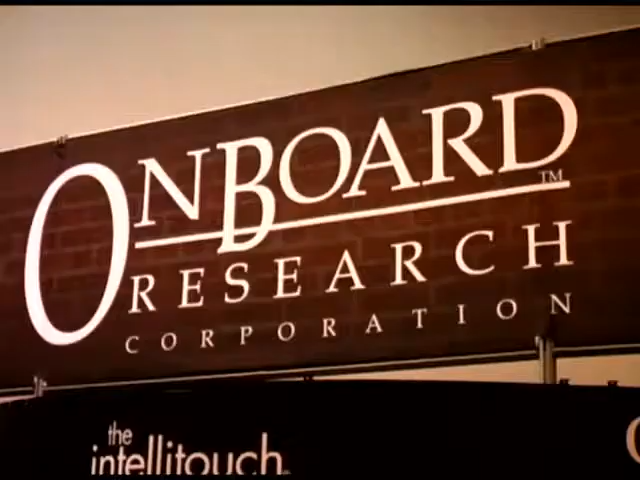 ONBOARD™
RESEARCH
CORPORATION
the
intellitouch